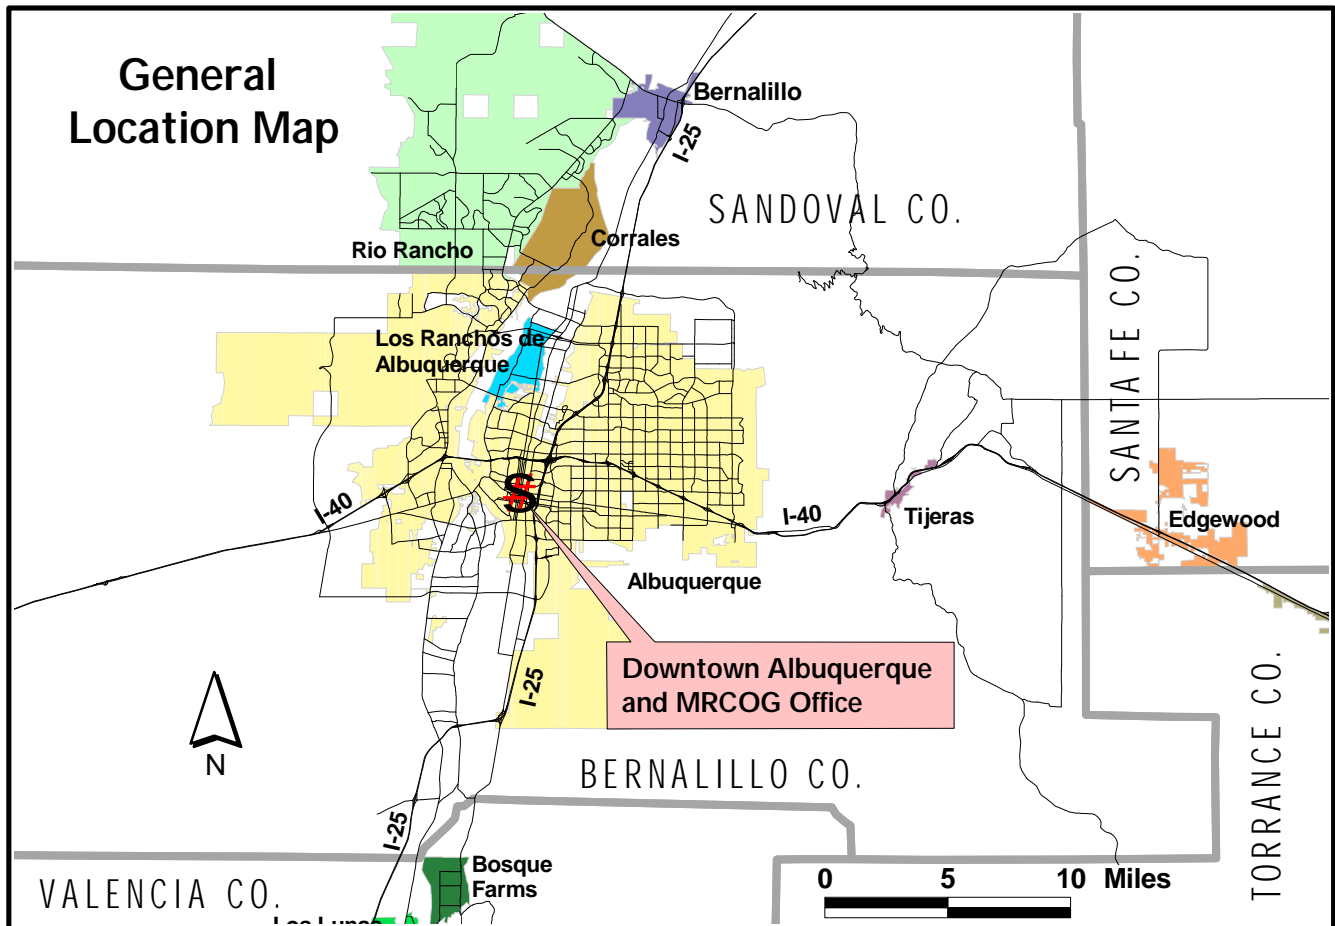 General
Location Map
Bernalillo
I-25
SANDOVAL CO.
Corrales
Rio Rancho
SANTA FE CO.
Los Ranchos de
Albuquerque
I-40
I-40
Tijeras
Edgewood
Albuquerque
Downtown Albuquerque
and MRCOG Office
I-25
N
BERNALILLO CO.
TORRANCE CO.
I-25
Bosque
Farms
VALENCIA CO.
0 5 10 Miles
Los Lunas